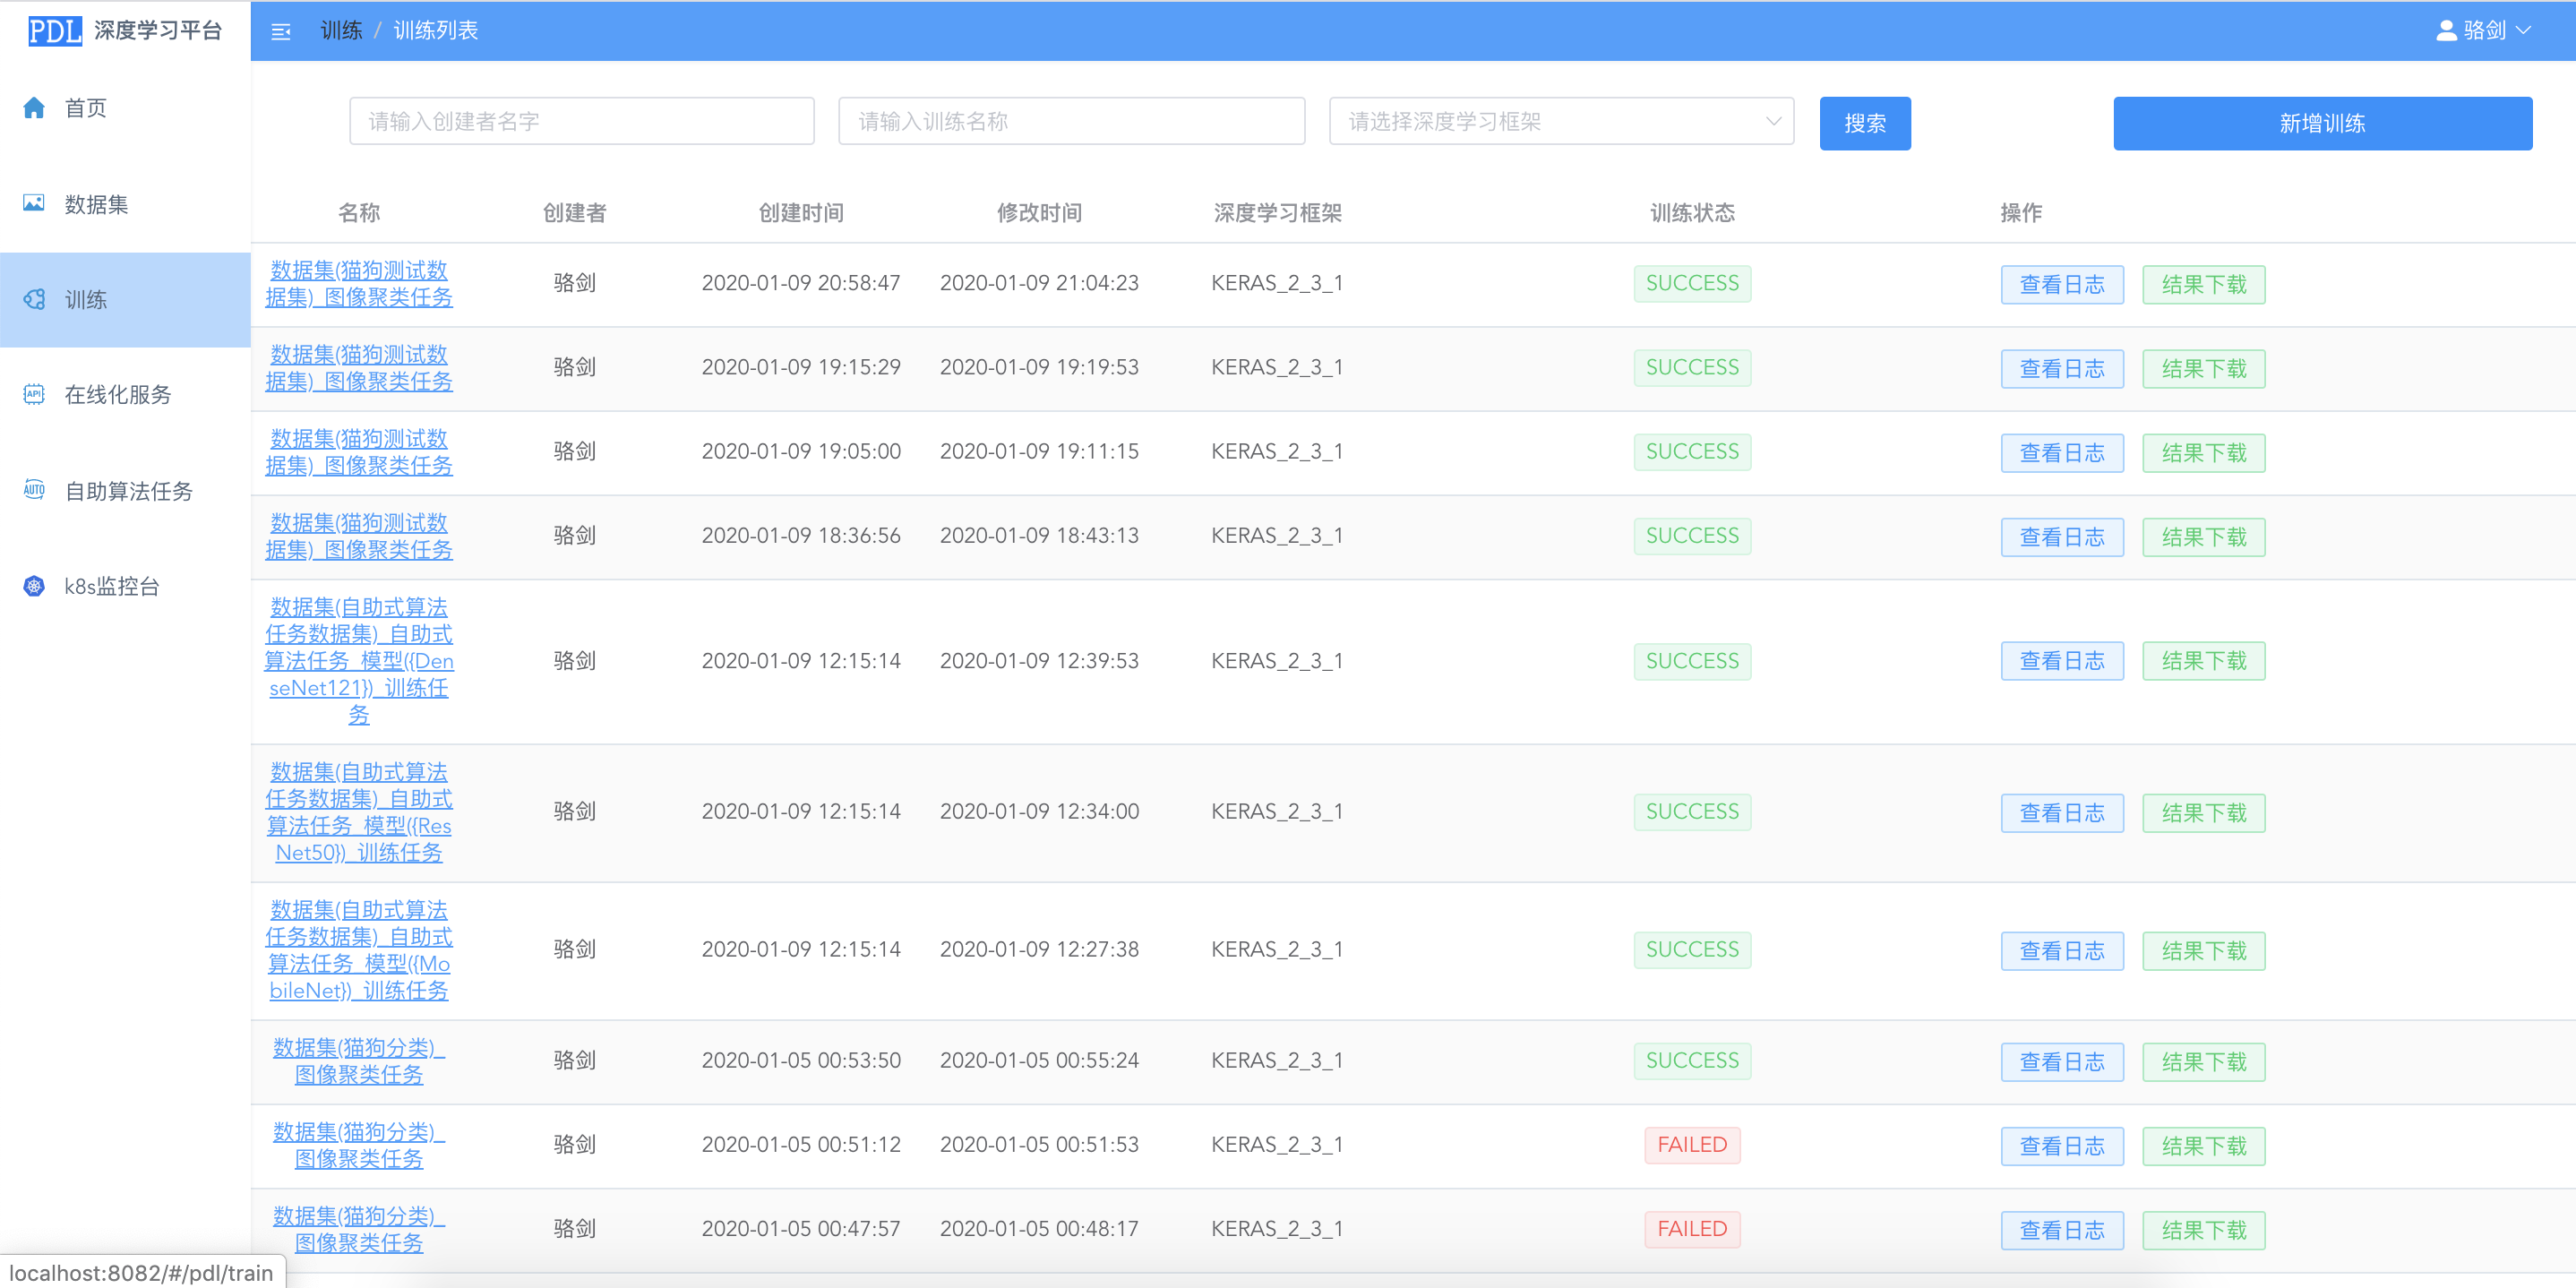 PDL 深度学习平台
训练 / 训练列表
骆剑
首页
数据集
训练
API
在线化服务
AUTO
自助算法任务
k8s监控台
请输入创建者名字
请输入训练名称
请选择深度学习框架
搜索
新增训练
名称 创建者 创建时间 修改时间 深度学习框架 训练状态 操作
数据集(猫狗测试数
据集)_图像聚类任务
骆剑 2020-01-09 20:58:47 2020-01-09 21:04:23 KERAS_2_3_1 SUCCESS 查看日志 结果下载
数据集(猫狗测试数
据集)_图像聚类任务
骆剑 2020-01-09 19:15:29 2020-01-09 19:19:53 KERAS_2_3_1 SUCCESS 查看日志 结果下载
数据集(猫狗测试数
据集)_图像聚类任务
骆剑 2020-01-09 19:05:00 2020-01-09 19:11:15 KERAS_2_3_1 SUCCESS 查看日志 结果下载
数据集(猫狗测试数
据集)_图像聚类任务
骆剑 2020-01-09 18:36:56 2020-01-09 18:43:13 KERAS_2_3_1 SUCCESS 查看日志 结果下载
数据集(自助式算法
任务数据集)_自助式
算法任务_模型({Den
seNet121})_训练任
务
骆剑 2020-01-09 12:15:14 2020-01-09 12:39:53 KERAS_2_3_1 SUCCESS 查看日志 结果下载
数据集(自助式算法
任务数据集)_自助式
算法任务_模型({Res
Net50})_训练任务
骆剑 2020-01-09 12:15:14 2020-01-09 12:34:00 KERAS_2_3_1 SUCCESS 查看日志 结果下载
数据集(自助式算法
任务数据集)_自助式
算法任务_模型({Mo
bileNet})_训练任务
骆剑 2020-01-09 12:15:14 2020-01-09 12:27:38 KERAS_2_3_1 SUCCESS 查看日志 结果下载
数据集(猫狗分类)_
图像聚类任务
骆剑 2020-01-05 00:53:50 2020-01-05 00:55:24 KERAS_2_3_1 SUCCESS 查看日志 结果下载
数据集(猫狗分类)_
图像聚类任务
骆剑 2020-01-05 00:51:12 2020-01-05 00:51:53 KERAS_2_3_1 FAILED 查看日志 结果下载
数据集(猫狗分类)_
图像聚类任务
骆剑 2020-01-05 00:47:57 2020-01-05 00:48:17 KERAS_2_3_1 FAILED 查看日志 结果下载
localhost:8082/#/pdl/train